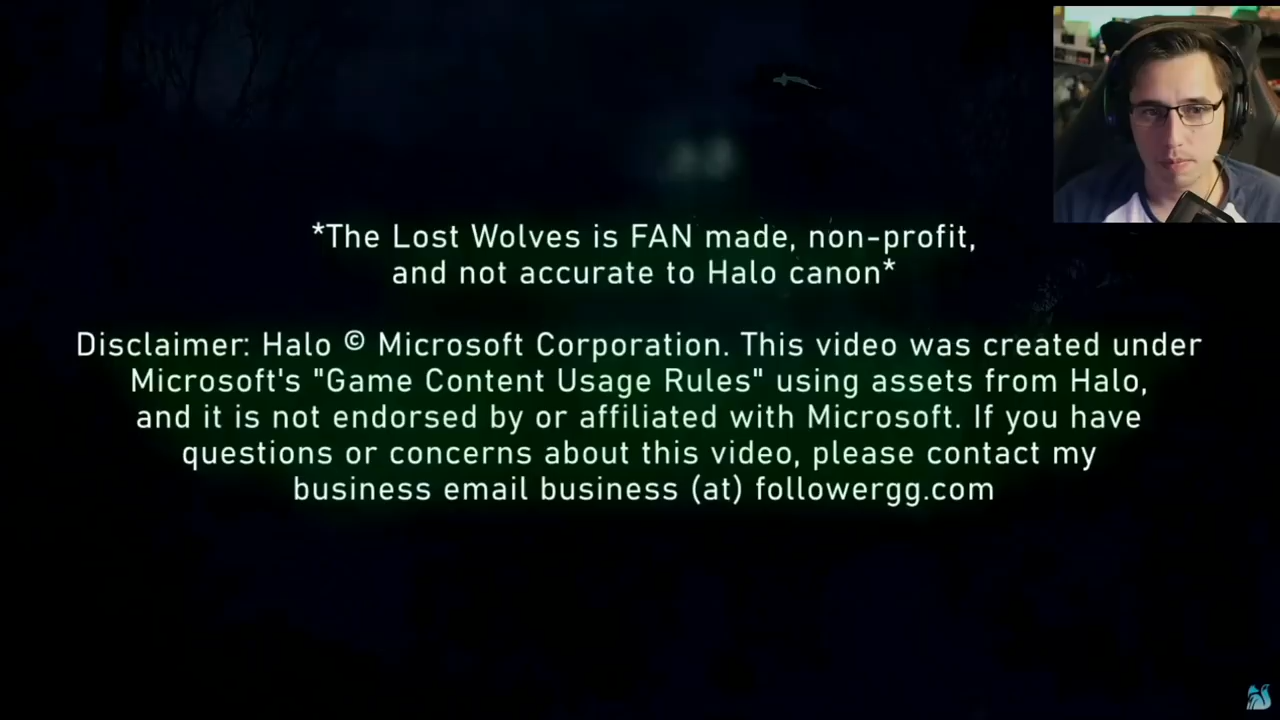 *The Lost Wolves is FAN made, non-profit,
and not accurate to Halo canon*
Disclaimer: Halo © Microsoft Corporation. This video was created under
Microsoft's "Game Content Usage Rules" using assets from Halo,
and it is not endorsed by or affiliated with Microsoft. If you have
questions or concerns about this video, please contact my
business email business (at) followergg.com